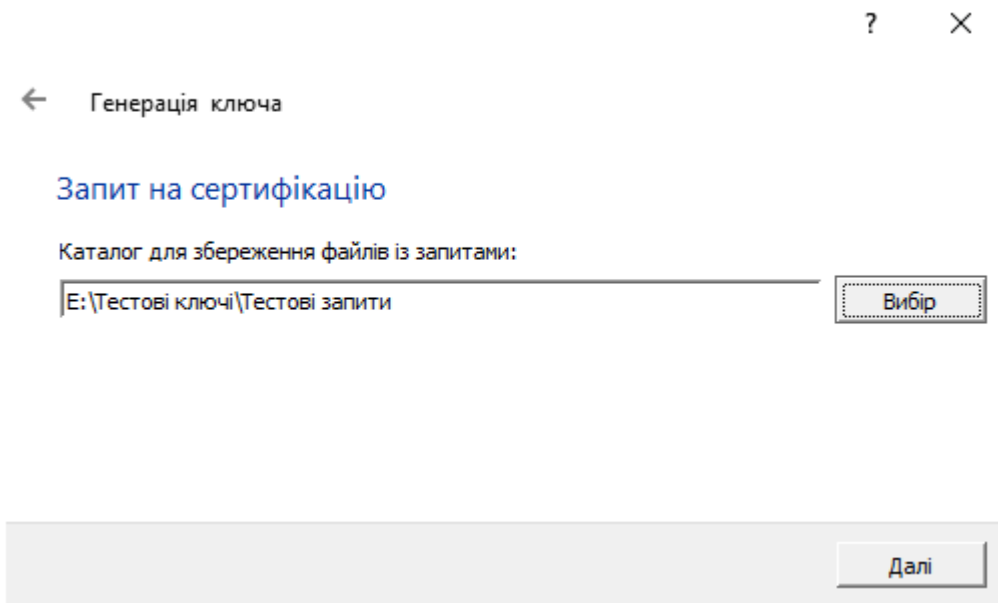 ?
Генерація ключа
Запит на сертифікацію
Каталог для збереження файлів із запитами:
E:\Тестові ключі\Тестові запити
Вибір
Далі